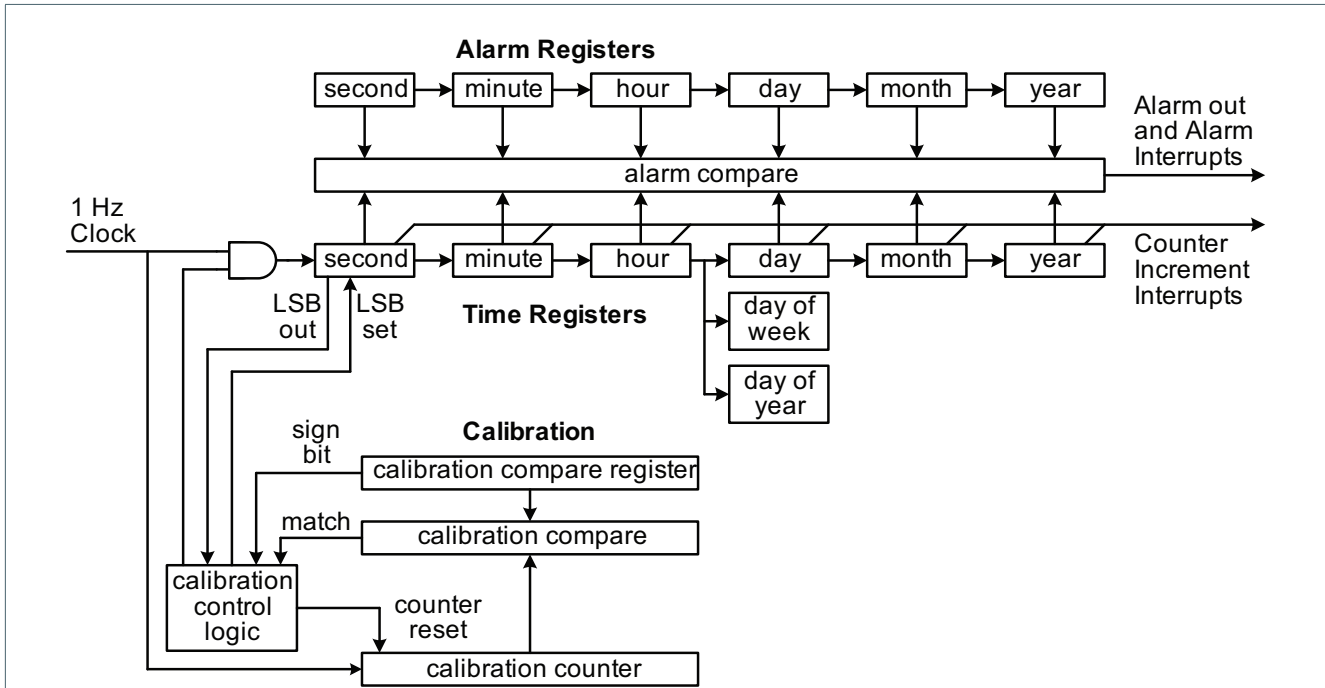 Alarm Registers
second
minute
hour
day
month
year
Alarm out
and Alarm
Interrupts
alarm compare
1 Hz
Clock
second
minute
hour
day
month
year
Counter
Increment
Interrupts
LSB
out
LSB
set
Time Registers
day of
week
day of
year
Calibration
sign
bit
calibration compare register
match
calibration compare
calibration
control
logic
counter
reset
calibration counter